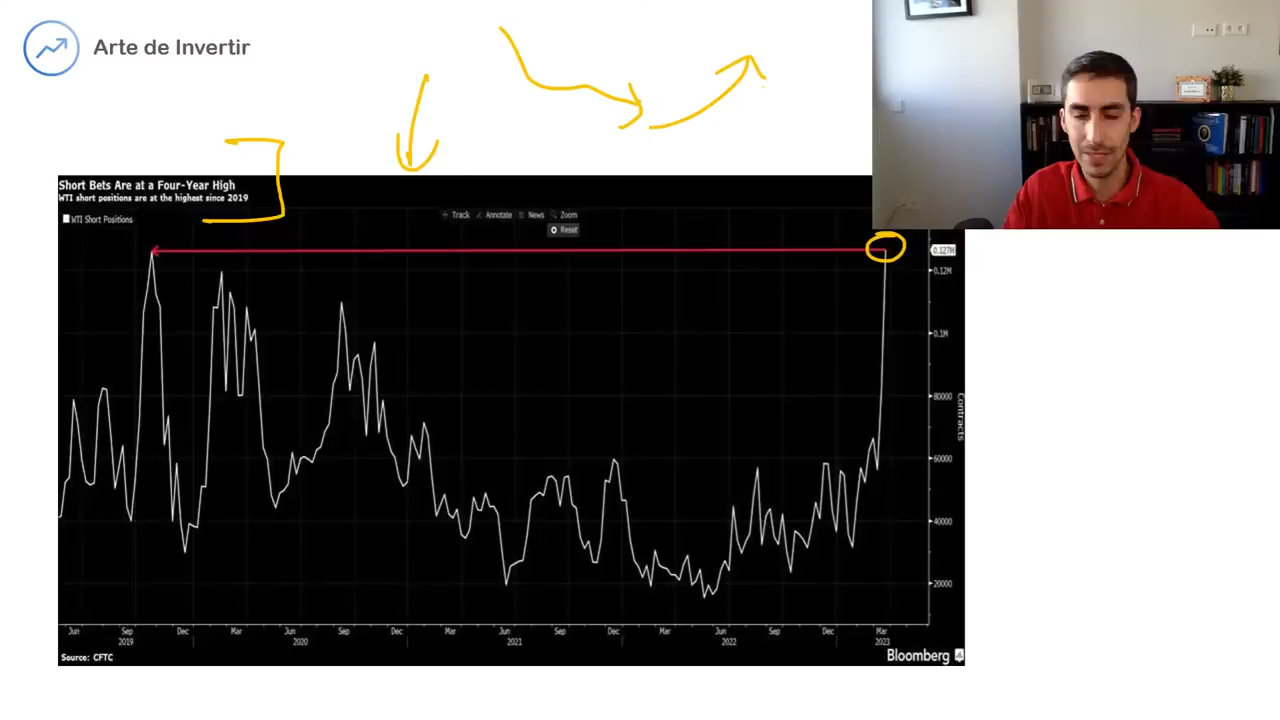 Arte de Invertir
Short Bets Are at a Four-Year High
WTI short positions are at the highest since 2019
WTI Short Positions
Track Annotate News Zoom
Reset
0.127M
0.12M
0.1M
80000
60000
40000
20000
Contracts
Jun Sep Dec Mar Jun Sep Dec Mar Jun Sep Dec Mar Jun Sep Dec Mar
2019 2020 2021 2022 2023
Source: CFTC
Bloomberg